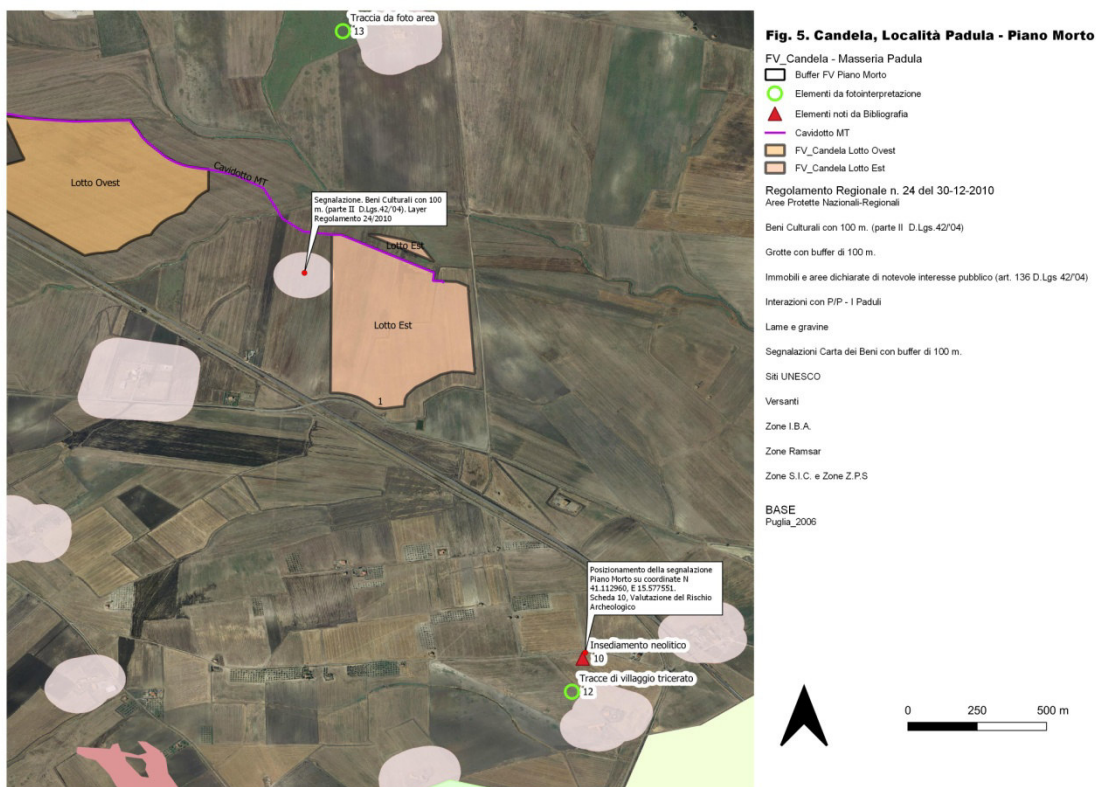 Traccia da foto area
13
Lotto Ovest
Cavidotto MT
Segnalazione. Beni Culturali con 100
m. (parte II D.Lgs.42/'04). Layer
Regolamento 24/2010
Lotto Est
Lotto Est
1
Posizionamento della segnalazione
Piano Morto su coordinate N
41.112960, E 15.577551.
Scheda 10, Valutazione del Rischio
Archeologico
Insediamento neolitico
10
Tracce di villaggio tricerato
12
Fig. 5. Candela, Località Padula - Piano Morto
FV_Candela - Masseria Padula
Buffer FV Piano Morto
Elementi da fotointerpretazione
Elementi noti da Bibliografia
Cavidotto MT
FV_Candela Lotto Ovest
FV_Candela Lotto Est
Regolamento Regionale n. 24 del 30-12-2010
Aree Protette Nazionali-Regionali
Beni Culturali con 100 m. (parte II D.Lgs.42/'04)
Grotte con buffer di 100 m.
Immobili e aree dichiarate di notevole interesse pubblico (art. 136 D.Lgs 42/'04)
Interazioni con P/P - I Paduli
Lame e gravine
Segnalazioni Carta dei Beni con buffer di 100 m.
Siti UNESCO
Versanti
Zone I.B.A.
Zone Ramsar
Zone S.I.C. e Zone Z.P.S
BASE
Puglia_2006
0 250 500 m